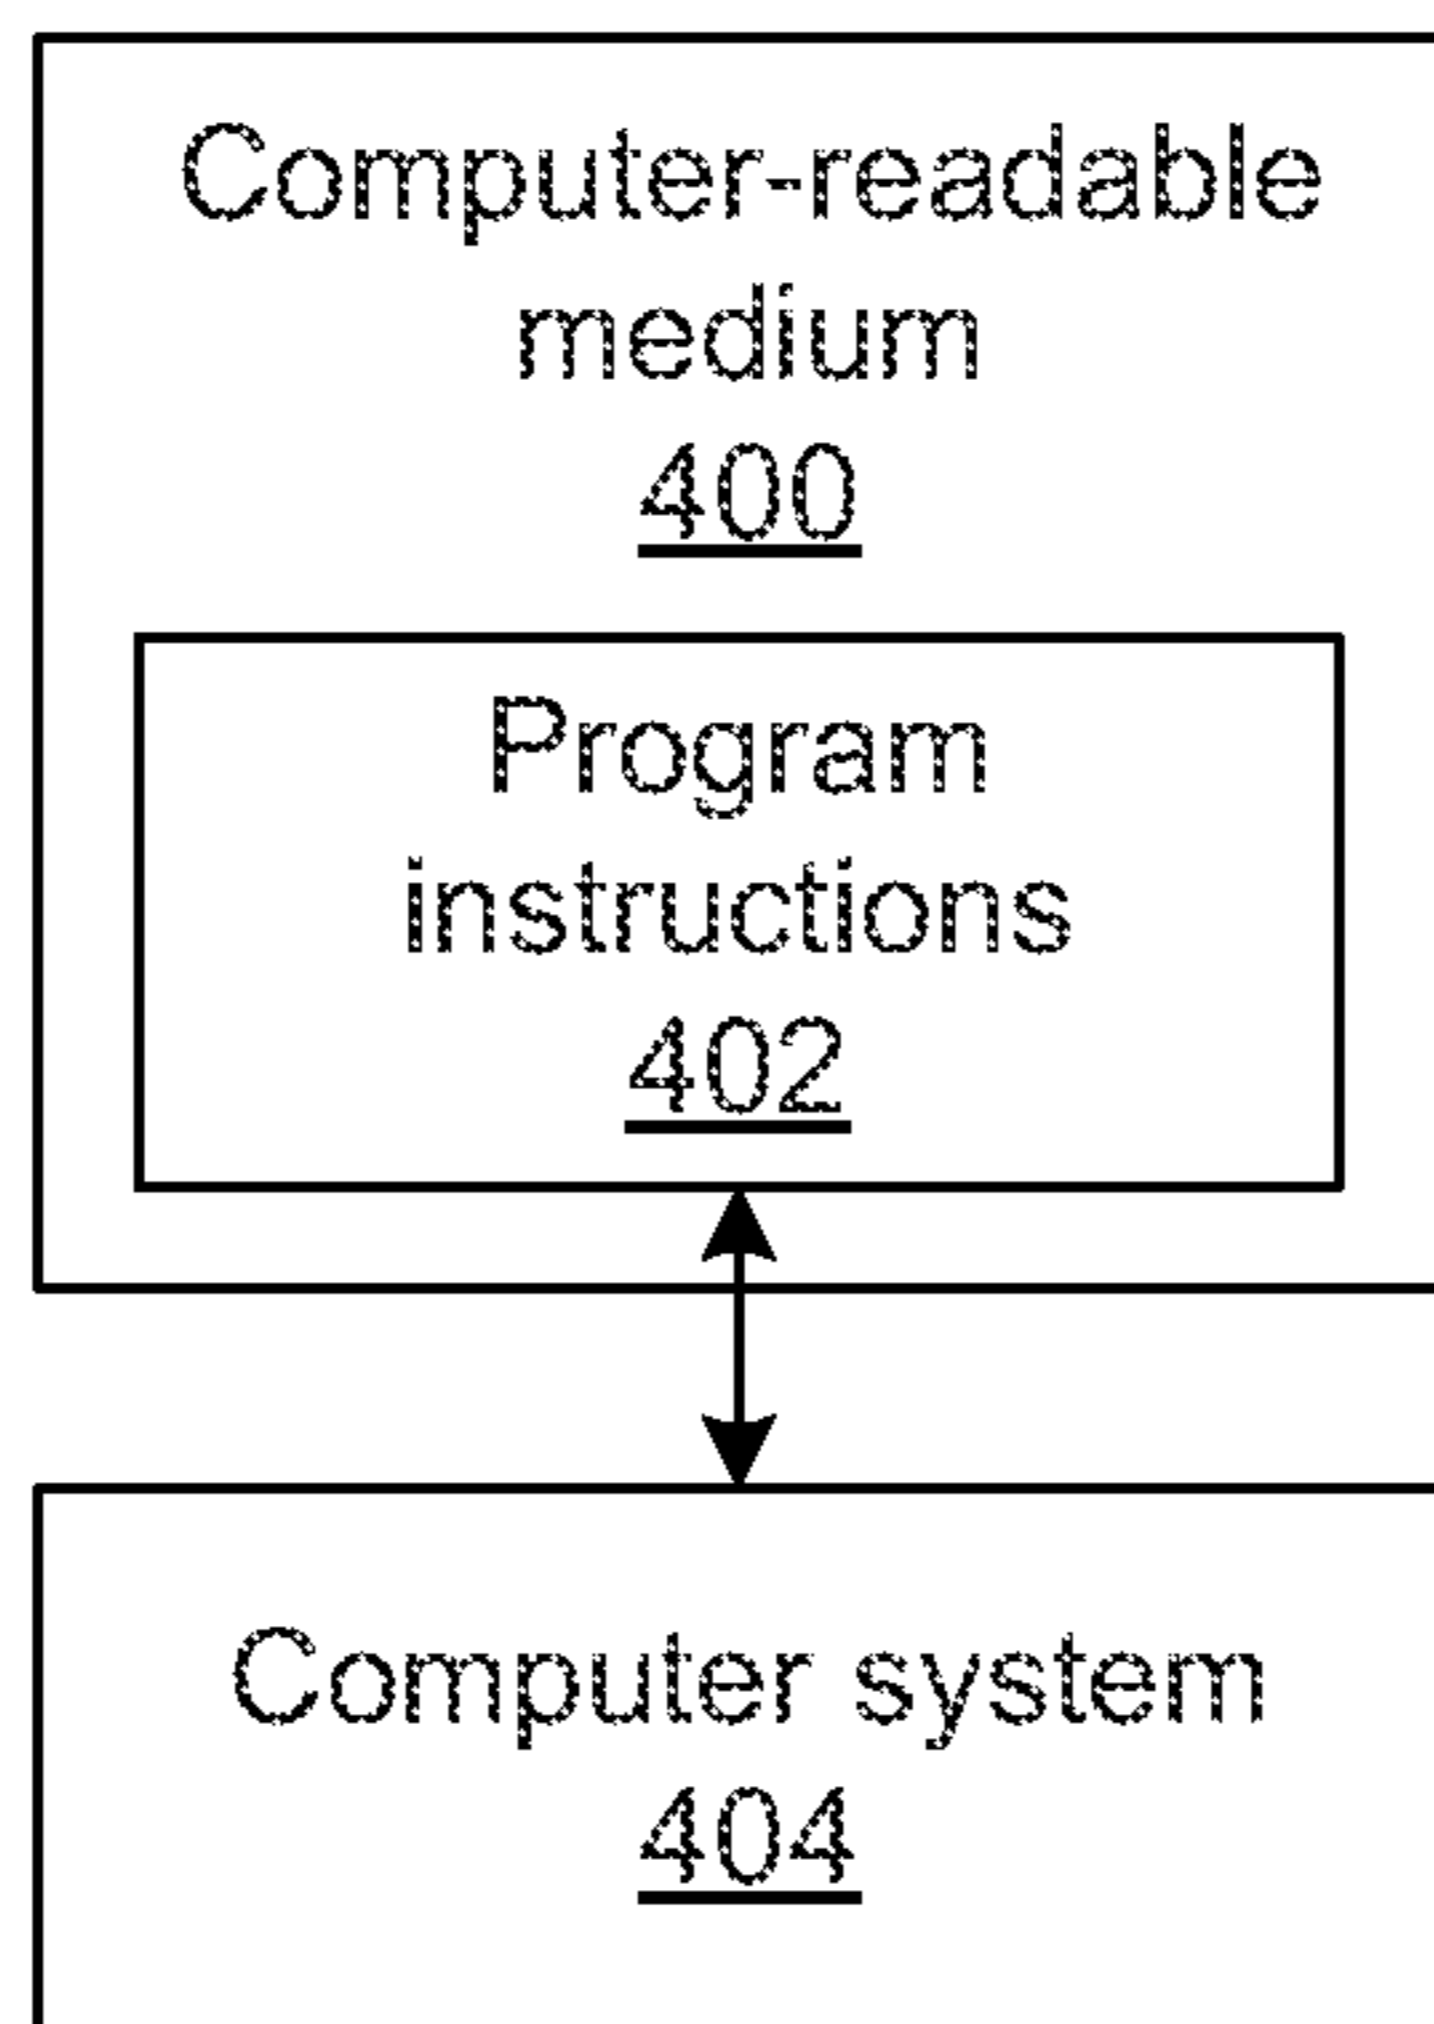 Computer-readable
medium
400
Program
instructions
402
Computer system
404